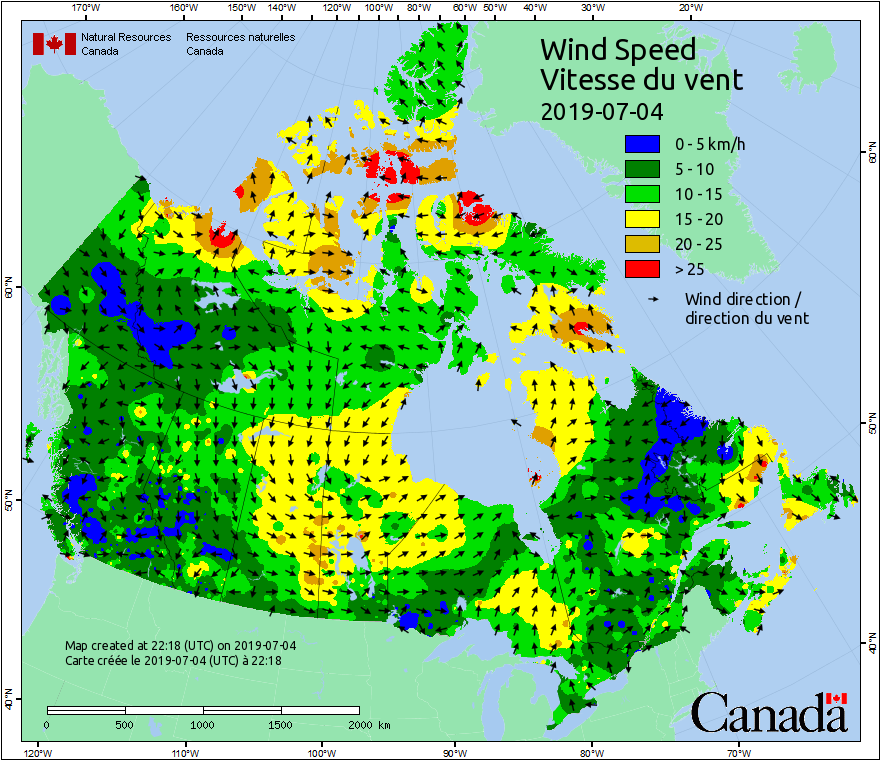 170°W 160°W 150°W 140°W 130°W 120°W 110°W 100°W 90°W 80°W 70°W 60°W 50°W 40°W 30°W 20°W
Natural Resources Ressources naturelles
Canada Canada
Wind Speed
Vitesse du vent
2019-07-04
0 - 5 km/h
5 - 10
10 - 15
15 - 20
20 - 25
> 25
Wind direction /
direction du vent
60°N
60°N
50°N
50°N
40°N
40°N
Map created at 22:18 (UTC) on 2019-07-04
Carte créée le 2019-07-04 (UTC) à 22:18
0 500 1000 1500 2000 km
Canada
120°W 110°W 100°W 90°W 80°W 70°W